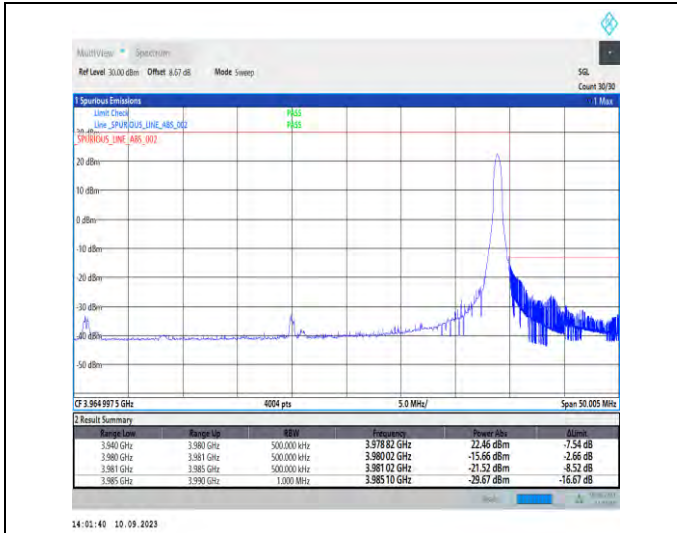 MultiView Spectrum
Ref Level 30.00 dBm Offset 8.67 dB Mode Sweep SGL
Count 30/30
1 Spurious Emissions 1 Max
Limit Check PASS
Line _SPURIOUS_LINE_ABS_002 PASS
30 dBm
_SPURIOUS_LINE_ABS_002
20 dBm
10 dBm
0 dBm
-10 dBm
-20 dBm
-30 dBm
-40 dBm
-50 dBm
CF 3.964 997 5 GHz 4004 pts 5.0 MHz/ Span 50.005 MHz
2 Result Summary
Range Low Range Up RBW Frequency Power Abs ΔLimit
3.940 GHz 3.980 GHz 500.000 kHz 3.978 82 GHz 22.46 dBm -7.54 dB
3.980 GHz 3.981 GHz 500.000 kHz 3.980 02 GHz -15.66 dBm -2.66 dB
3.981 GHz 3.985 GHz 500.000 kHz 3.981 02 GHz -21.52 dBm -8.52 dB
3.985 GHz 3.990 GHz 1.000 MHz 3.985 10 GHz -29.67 dBm -16.67 dB
14:01:40 10.09.2023